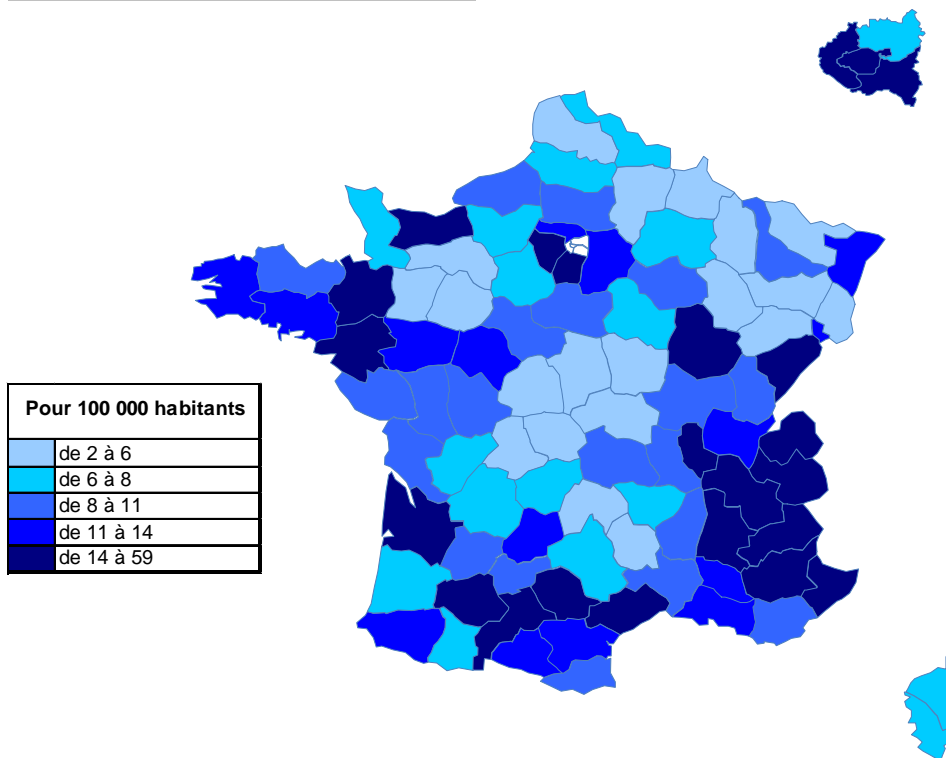 Pour 100 000 habitants
de 2 à 6
de 6 à 8
de 8 à 11
de 11 à 14
de 14 à 59